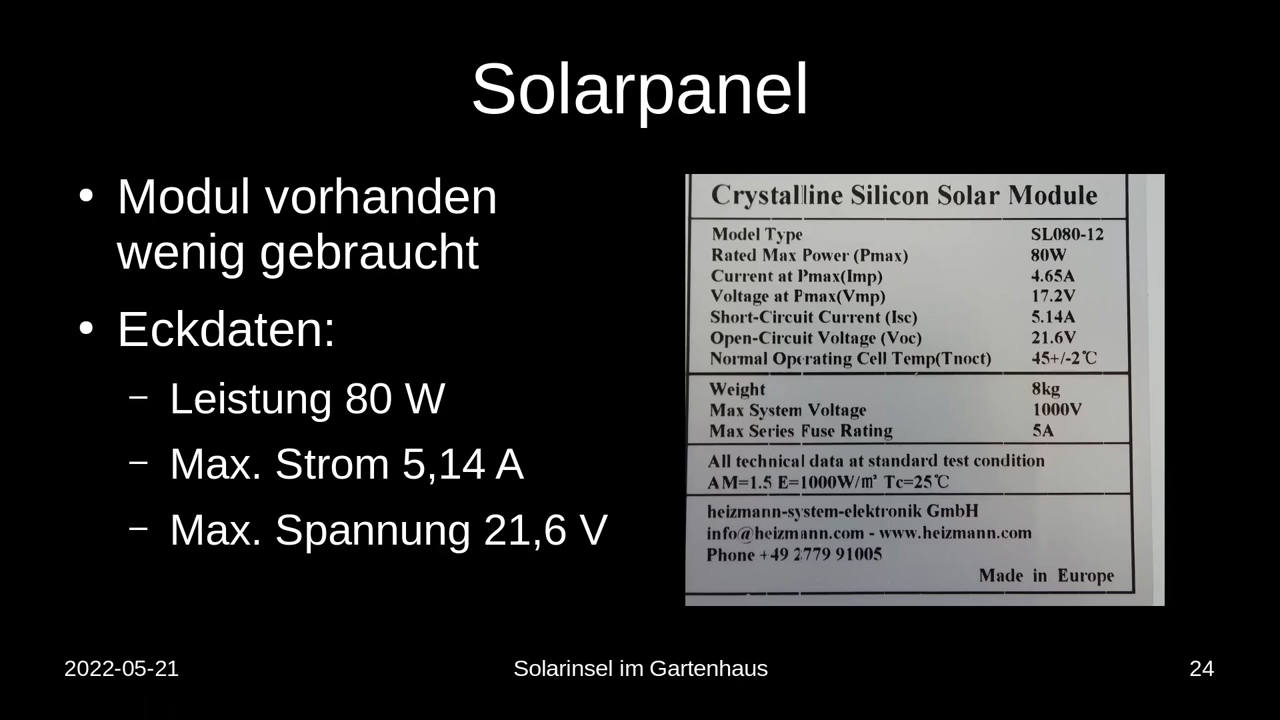 Solarpanel
• Modul vorhanden
wenig gebraucht
• Eckdaten:
– Leistung 80 W
– Max. Strom 5,14 A
– Max. Spannung 21,6 V
Crystalline Silicon Solar Module
Model Type SL080-12
Rated Max Power (Pmax) 80W
Current at Pmax(Imp) 4.65A
Voltage at Pmax(Vmp) 17.2V
Short-Circuit Current (Isc) 5.14A
Open-Circuit Voltage (Voc) 21.6V
Normal Operating Cell Temp(Tnoct) 45+/-2℃
Weight 8kg
Max System Voltage 1000V
Max Series Fuse Rating 5A
All technical data at standard test condition
AM=1.5 E=1000W/㎡ Tc=25℃
heizmann-system-elektronik GmbH
info@heizmann.com - www.heizmann.com
Phone +49 2779 91005
Made in Europe
2022-05-21 Solarinsel im Gartenhaus 24